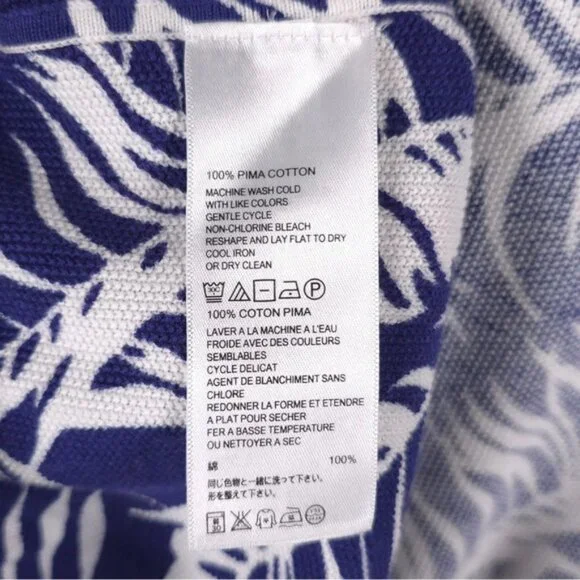 100% PIMA COTTON
MACHINE WASH COLD
WITH LIKE COLORS
GENTLE CYCLE
NON-CHLORINE BLEACH
RESHAPE AND LAY FLAT TO DRY
COOL IRON
OR DRY CLEAN
P
100% COTON PIMA
LAVER A LA MACHINE A L'EAU
FROIDE AVEC DES COULEURS
SEMBLABLES
CYCLE DELICAT
AGENT DE BLANCHIMENT SANS
CHLORE
REDONNER LA FORME ET ETENDRE
A PLAT POUR SECHER
FER A BASSE TEMPERATURE
OU NETTOYER A SEC
綿 100%
同じ色物と一緒に洗って下さい。
形を整えて下さい。